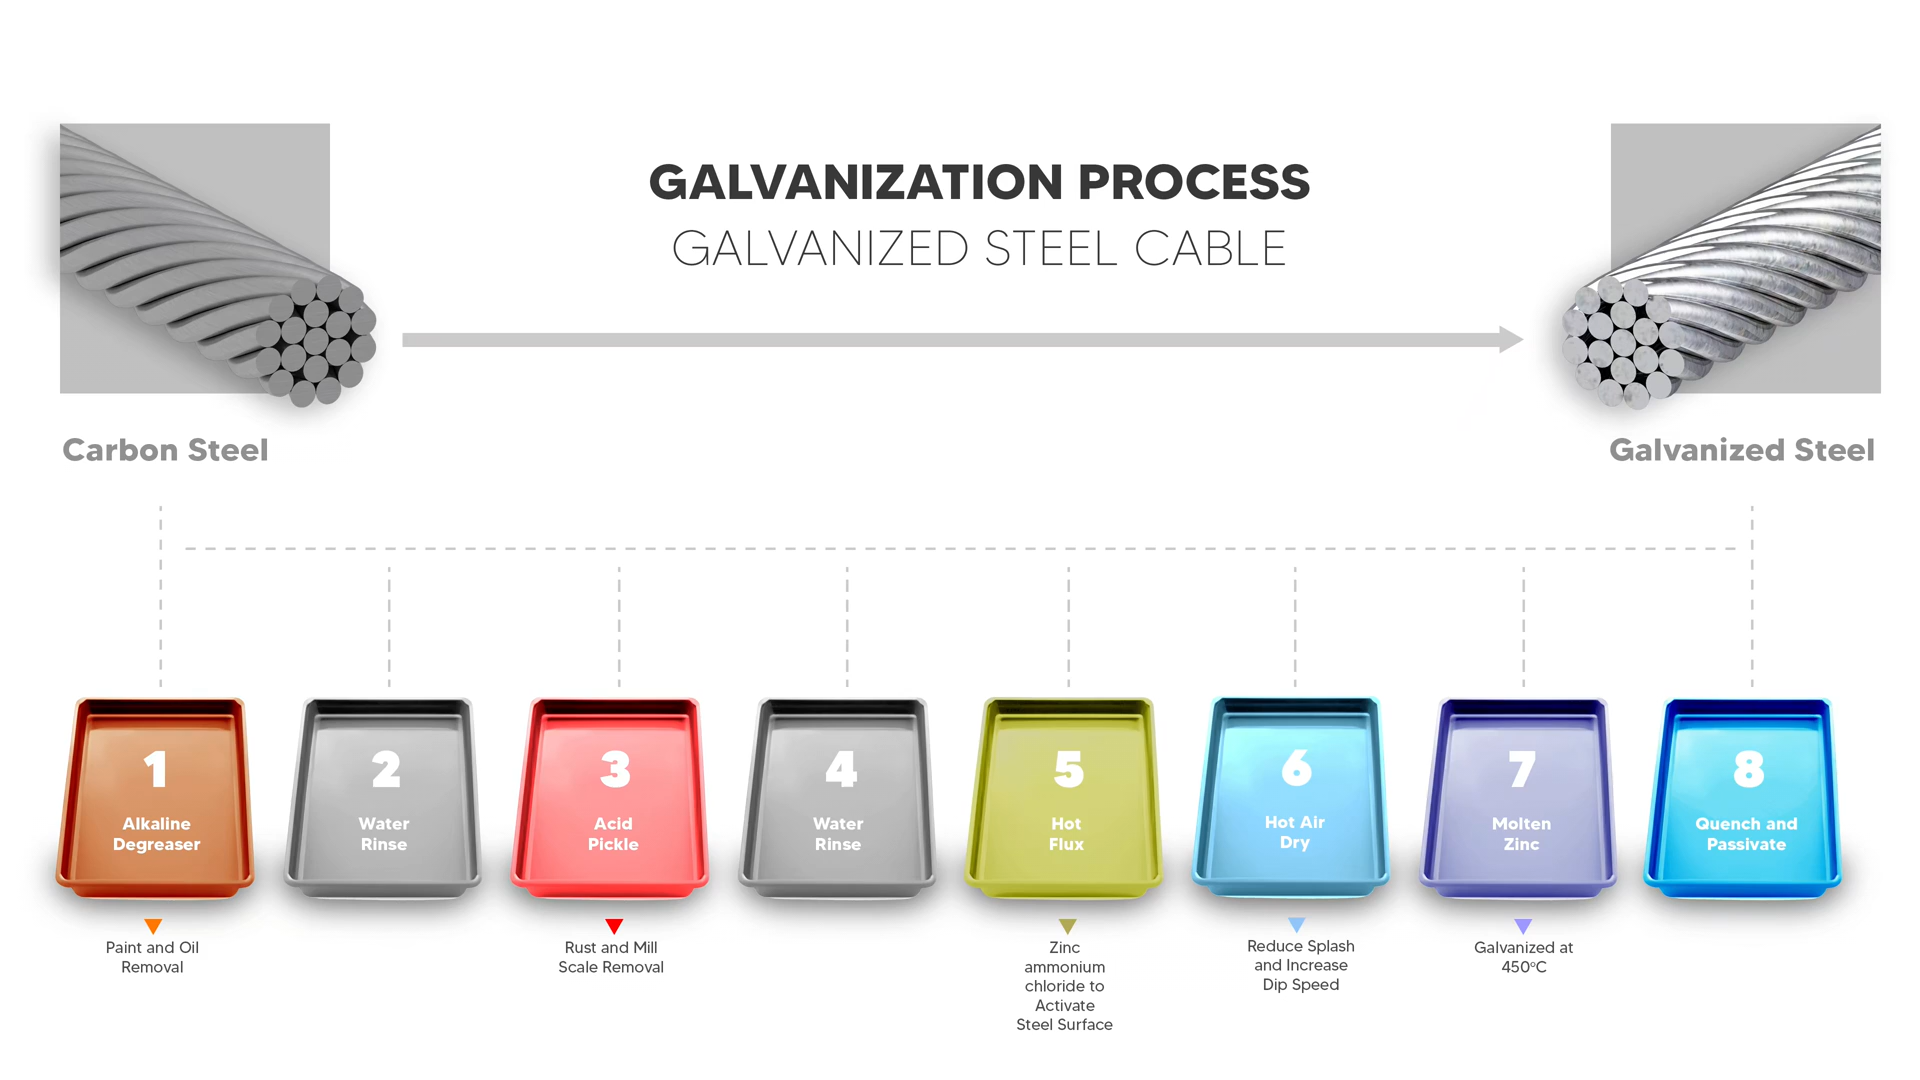 GALVANIZATION PROCESS
GALVANIZED STEEL CABLE
Carbon Steel
Galvanized Steel
1
Alkaline
Degreaser
Paint and Oil
Removal
2
Water
Rinse
3
Acid
Pickle
Rust and Mill
Scale Removal
4
Water
Rinse
5
Hot
Flux
Zinc
ammonium
chloride to
Activate
Steel Surface
6
Hot Air
Dry
Reduce Splash
and Increase
Dip Speed
7
Molten
Zinc
Galvanized at
450ºC
8
Quench and
Passivate